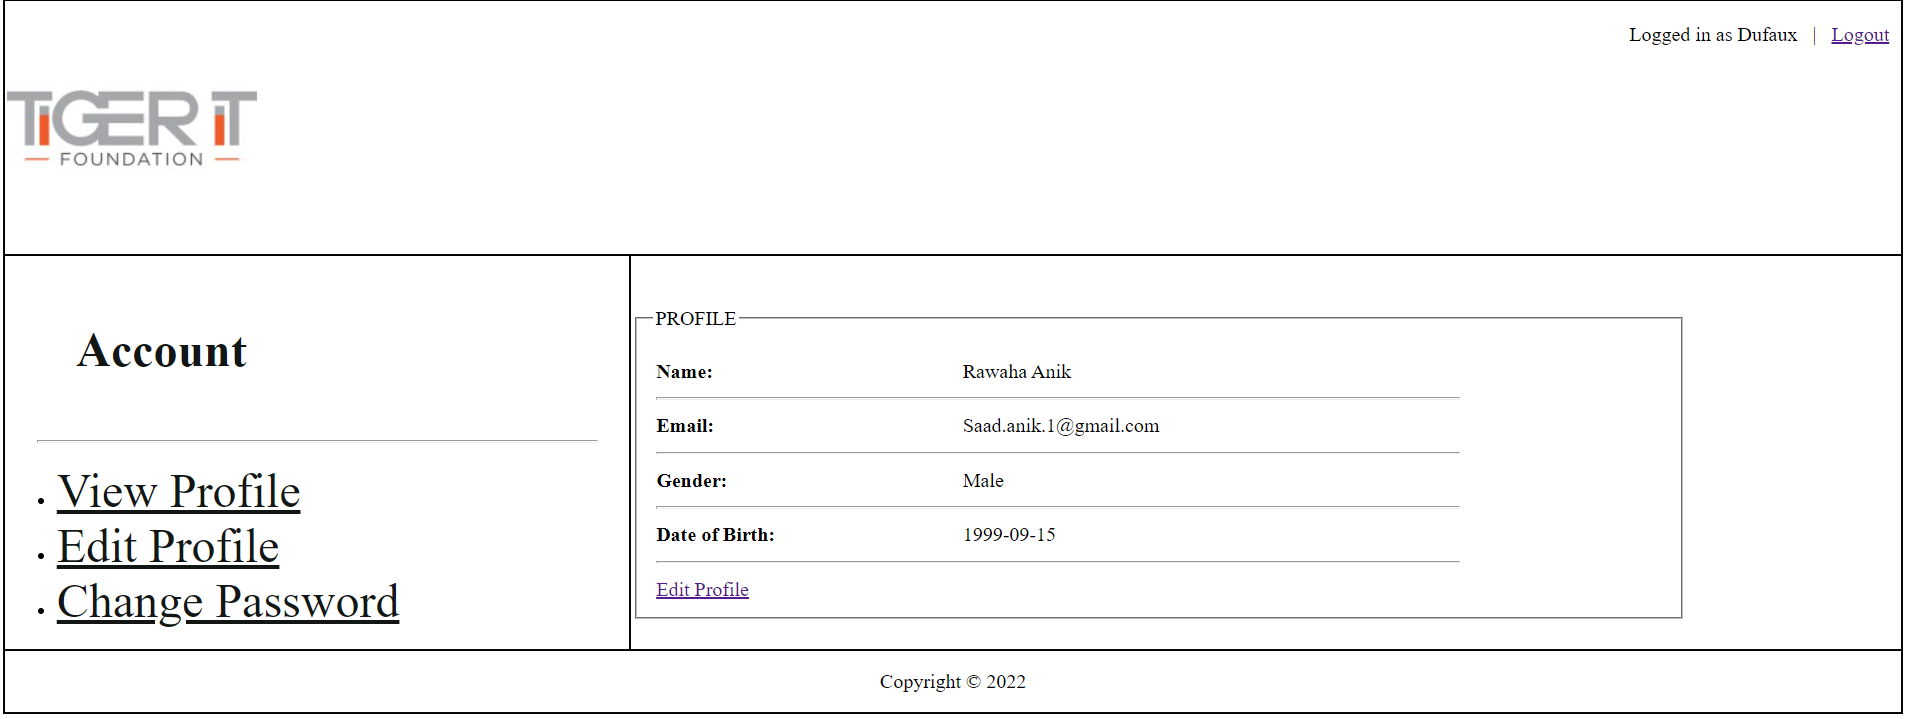 Logged in as Dufaux | Logout
TiGER iT
FOUNDATION
Account
View Profile
Edit Profile
Change Password
PROFILE
Name: Rawaha Anik
Email: Saad.anik.1@gmail.com
Gender: Male
Date of Birth: 1999-09-15
Edit Profile
Copyright © 2022